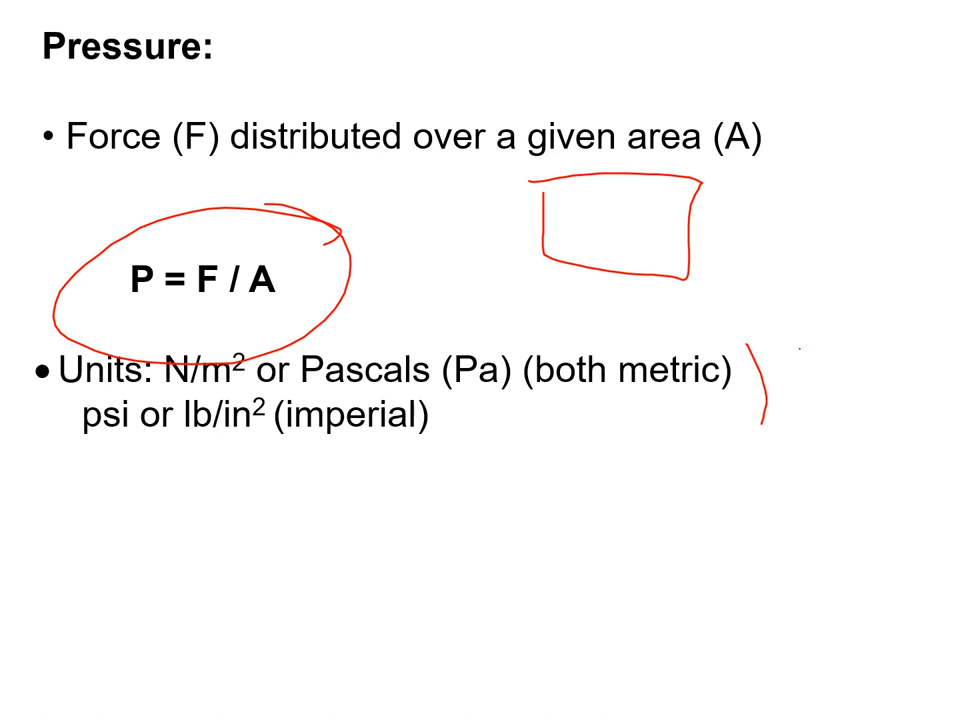 Pressure:
• Force (F) distributed over a given area (A)
P = F / A
• Units: N/m² or Pascals (Pa) (both metric)
psi or lb/in² (imperial)